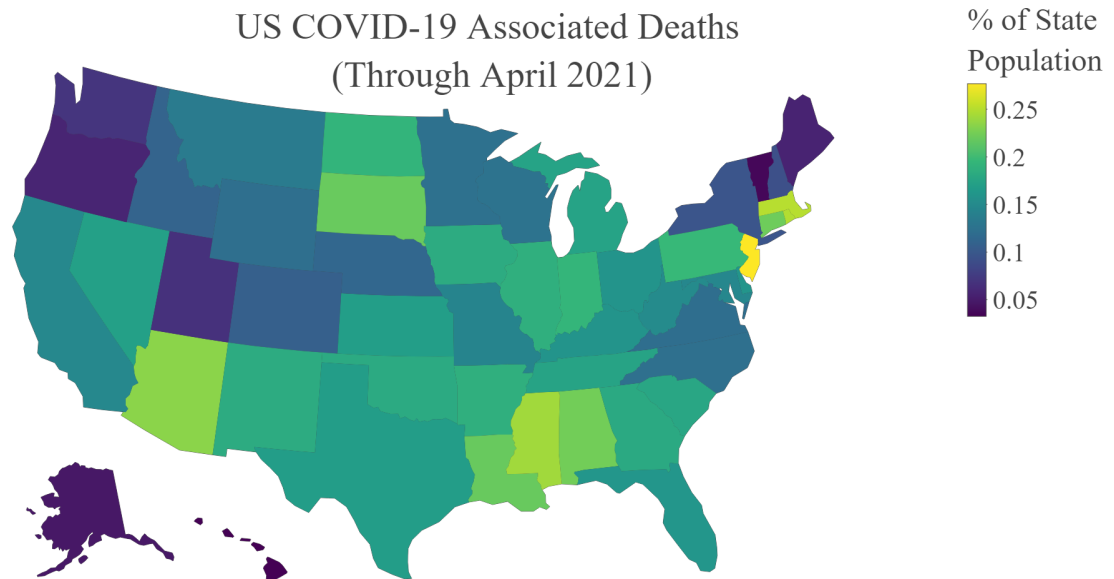 US COVID-19 Associated Deaths
(Through April 2021)
% of State
Population
0.25
0.2
0.15
0.1
0.05